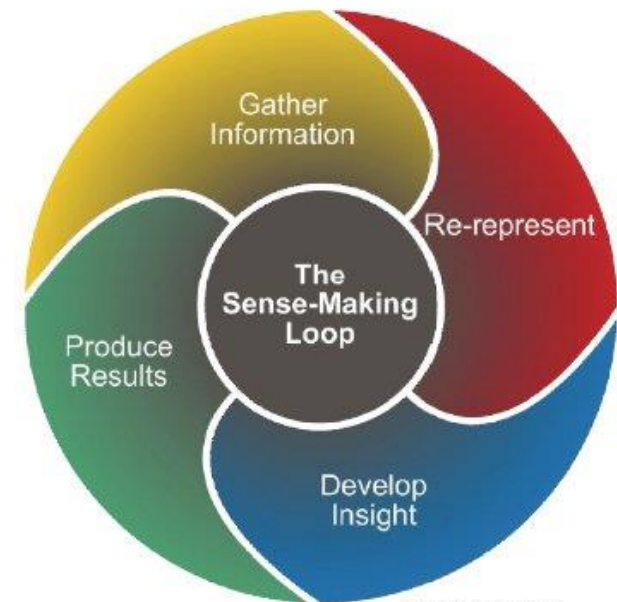 Gather
Information
Re-represent
The
Sense-Making
Loop
Produce
Results
Develop
Insight